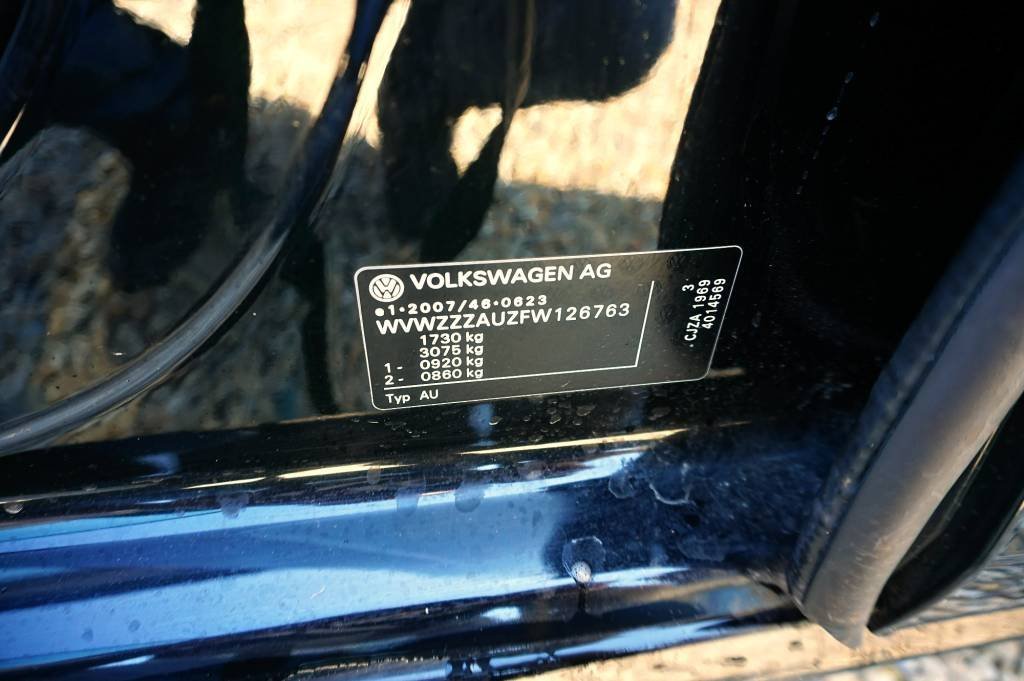 VOLKSWAGEN AG
e1*2007/46*0623
WVWZZZAUZFW126763
1730 kg
3075 kg
1- 0920 kg
2- 0860 kg
Typ AU
3.
CJZA 1969
4014569